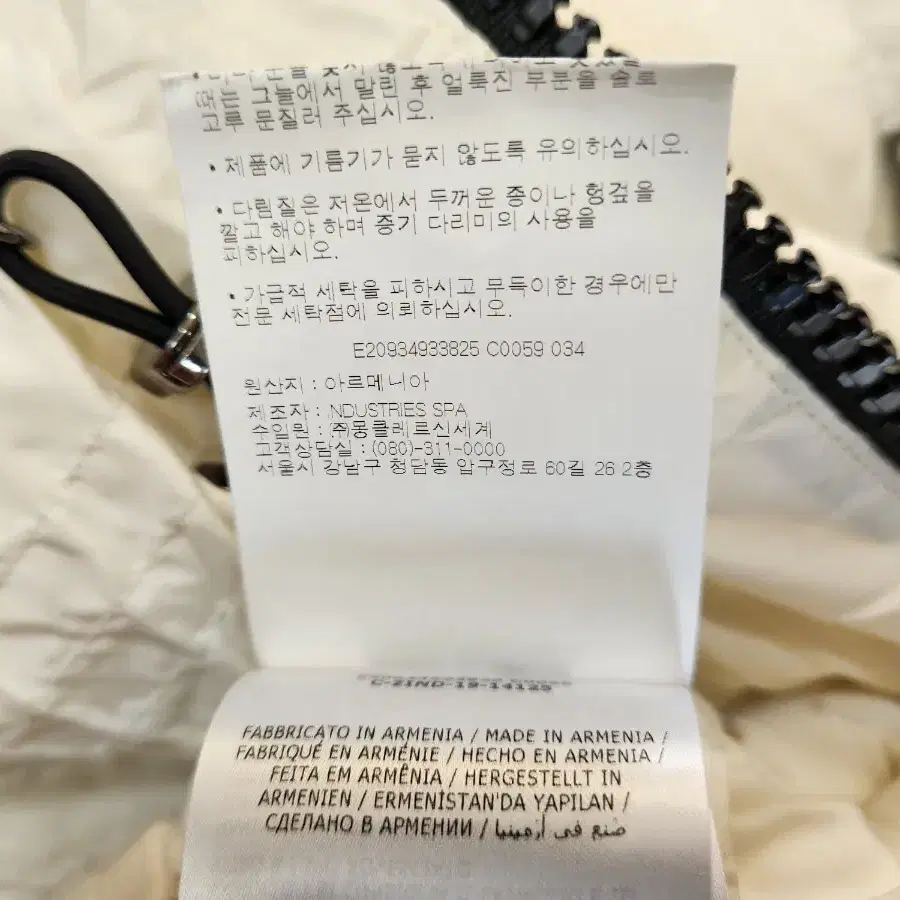 때는 그늘에서 말린 후 얼룩진 부분을 솔로
고루 문질러 주십시오.
• 제품에 기름기가 묻지 않도록 유의하십시오.
• 다림질은 저온에서 두꺼운 종이나 헝겊을
깔고 해야 하며 증기 다리미의 사용을
피하십시오.
• 가급적 세탁을 피하시고 부득이한 경우에만
전문 세탁점에 의뢰하십시오.
E20934933825 C0059 034
원산지 : 아르메니아
제조자 : .NDUSTRIES SPA
수입원 : ㈜몽클레르신세계
고객상담실 : (080)-311-0000
서울시 강남구 청담동 압구정로 60길 26 2층
L-21ND-19-14125
FABBRICATO IN ARMENIA / MADE IN ARMENIA /
FABRIQUÉ EN ARMÉNIE / HECHO EN ARMENIA /
FEITA EM ARMÊNIA / HERGESTELLT IN
ARMENIEN / ERMENİSTAN'DA YAPILAN /
СДЕЛАНО В АРМЕНИИ / صنع في أرمينيا